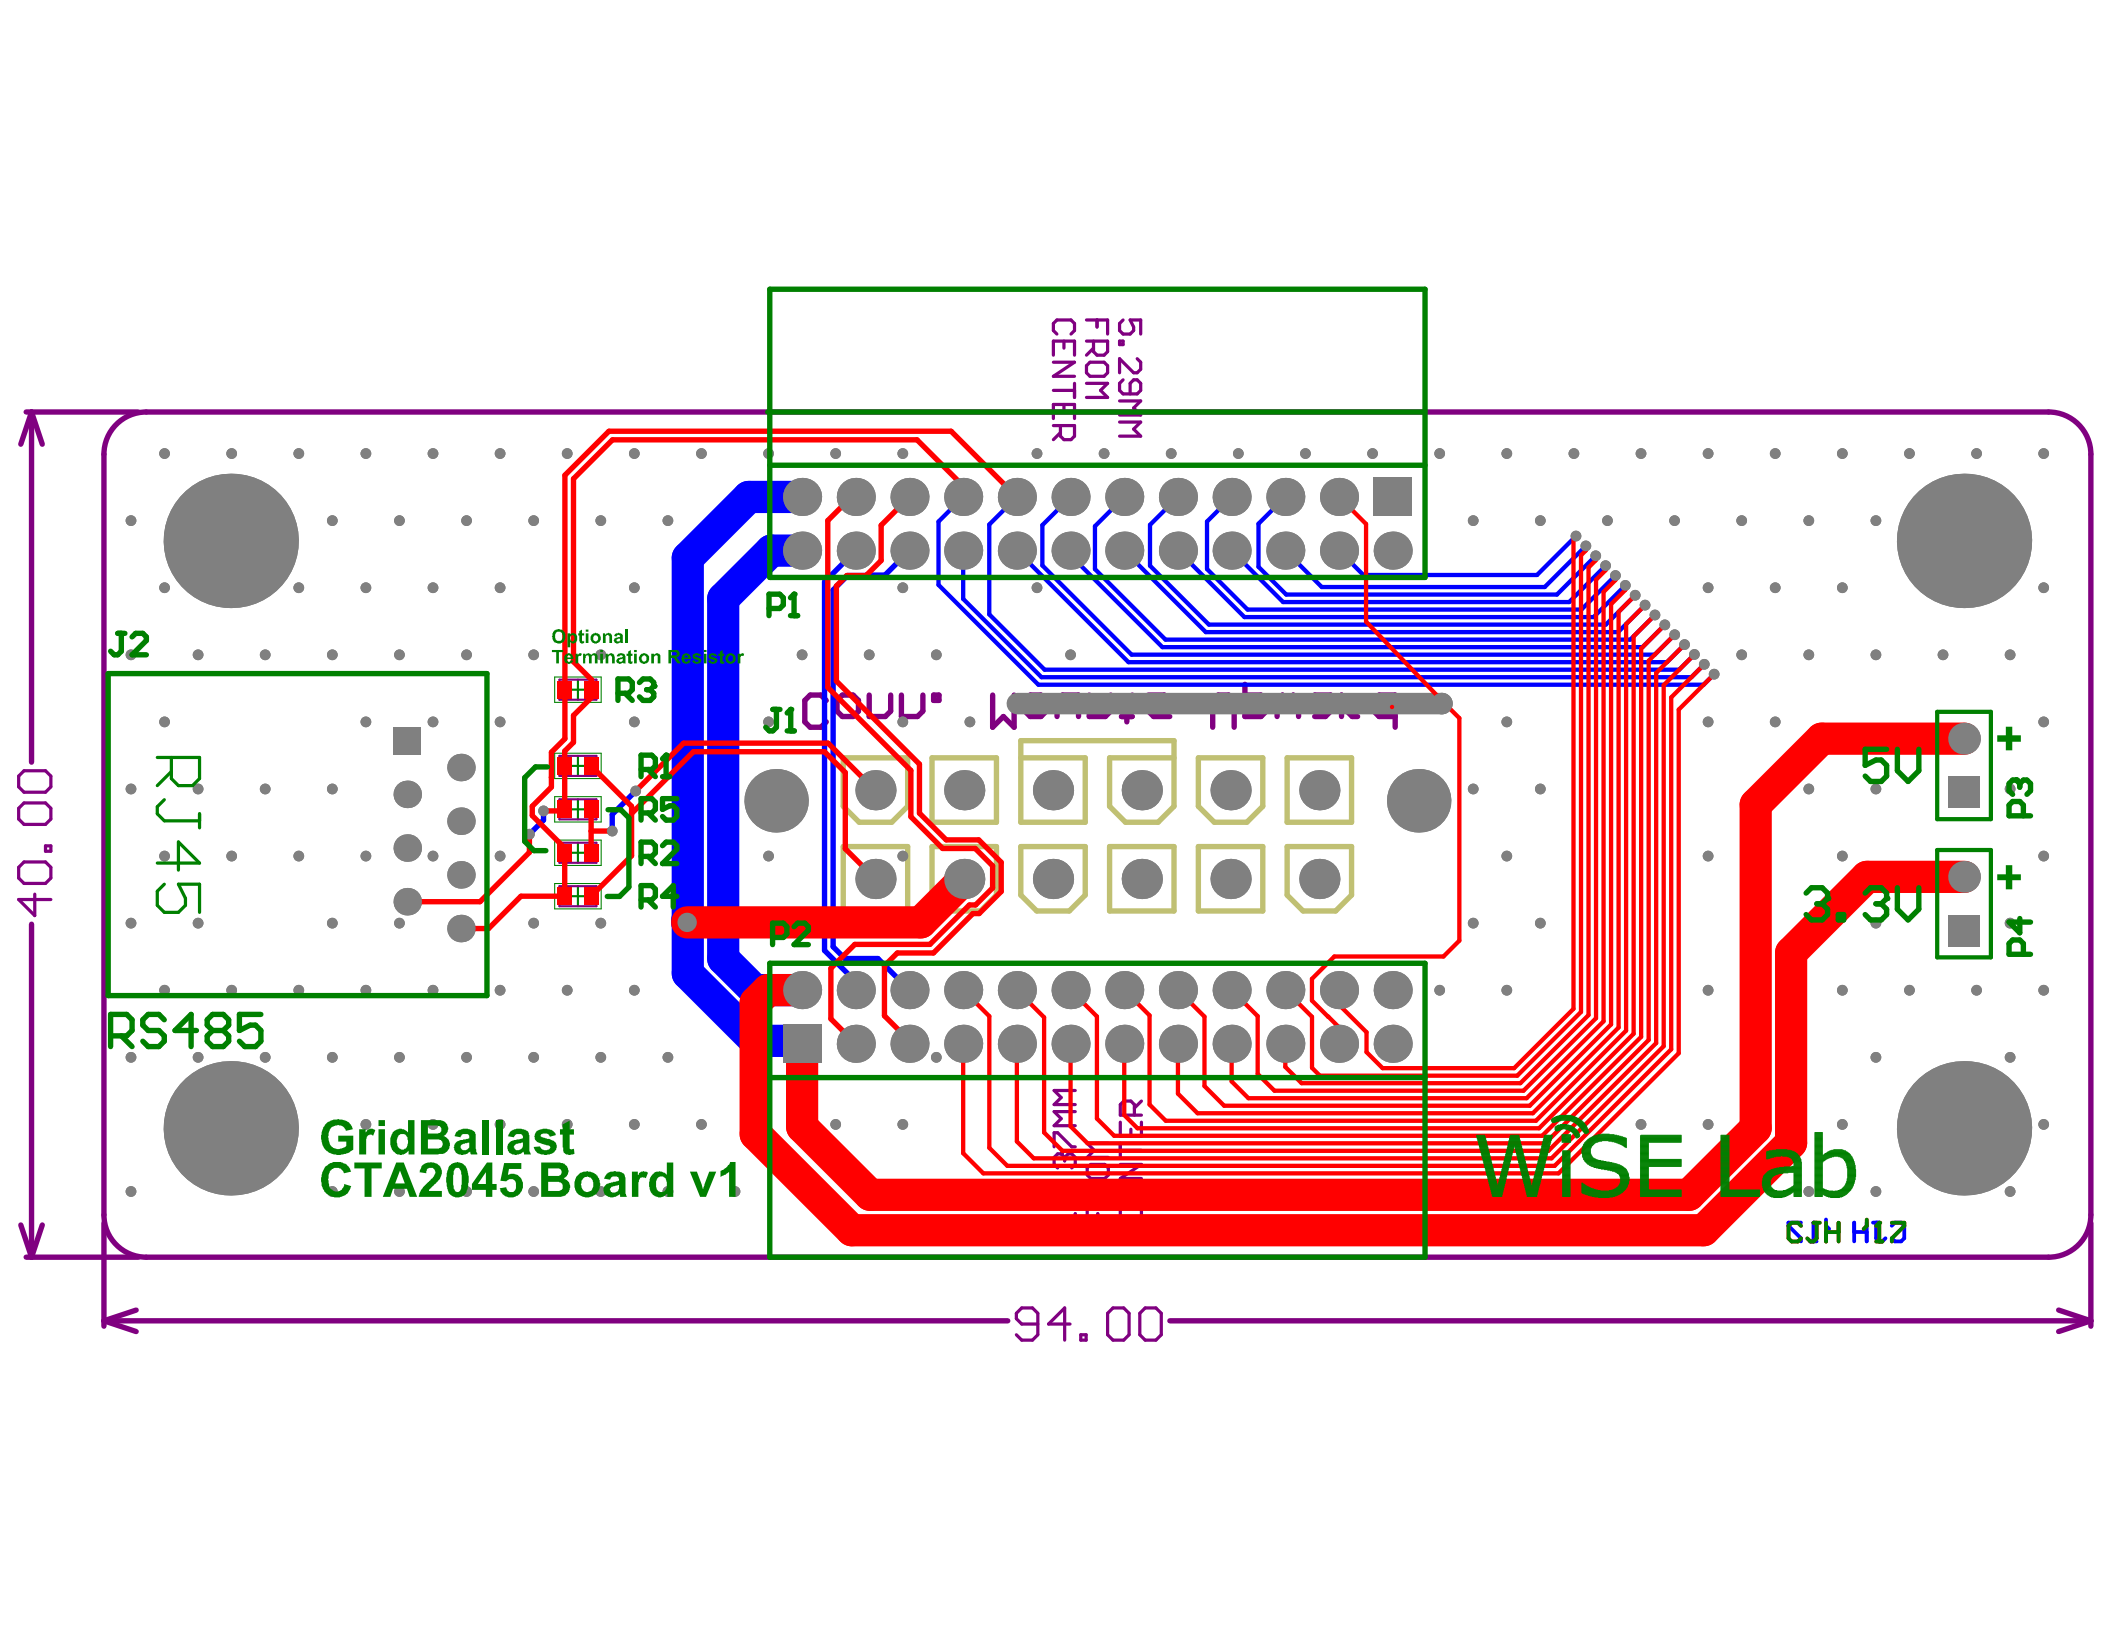 5.29MM
FROM
CENTER
P1
Optional
Termination Resistor
J2
R3
J1
R1
R5
R2
R4
RJ45
5V
+
P3
3.3V
+
P4
40.00
P2
RS485
GridBallast
CTA2045 Board v1
WiSE Lab
94.00